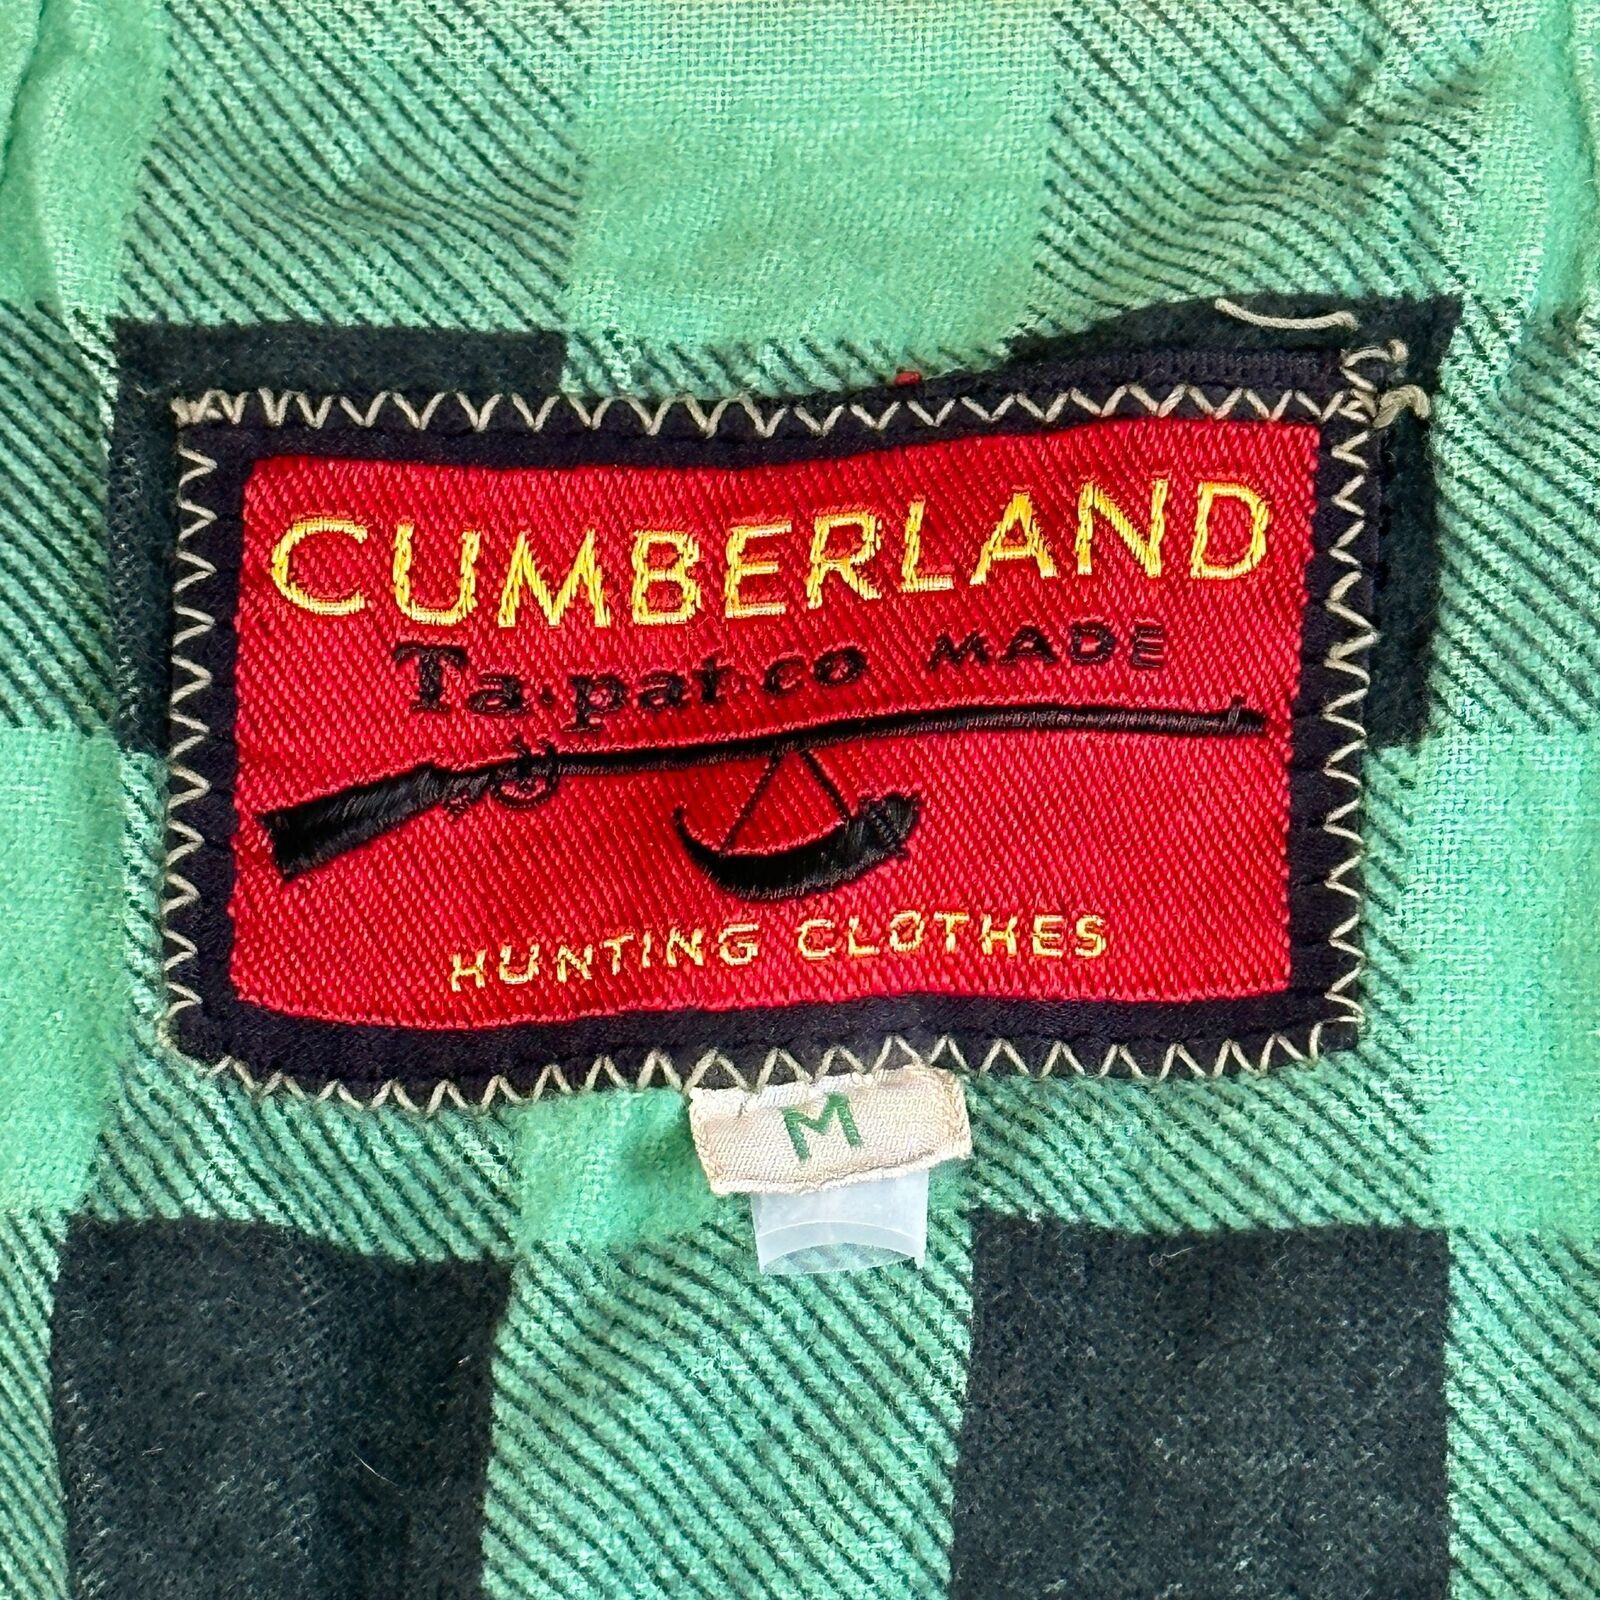 CUMBERLAND
Ta·pat·co MADE
HUNTING CLOTHES
M